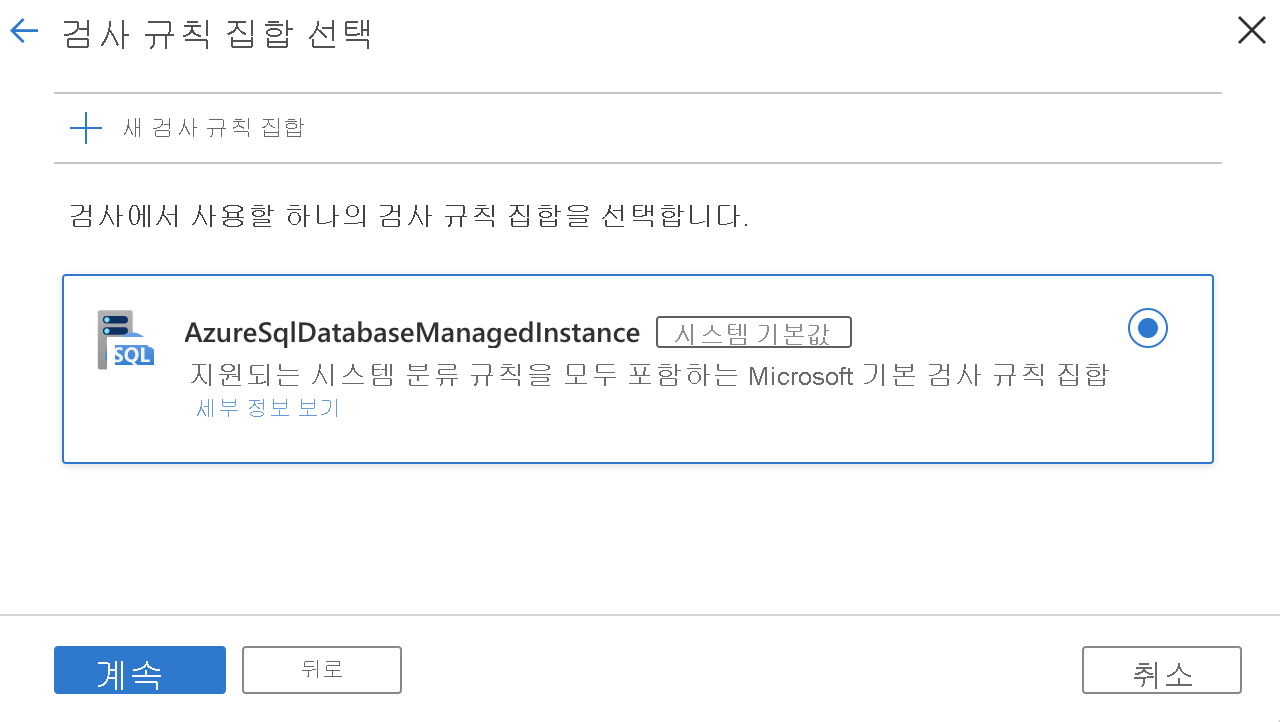 검사 규칙 집합 선택
새 검사 규칙 집합
검사에서 사용할 하나의 검사 규칙 집합을 선택합니다.
AzureSqlDatabaseManagedInstance 시스템 기본값
SQL
지원되는 시스템 분류 규칙을 모두 포함하는 Microsoft 기본 검사 규칙 집합
세부 정보 보기
계속 뒤로 취소